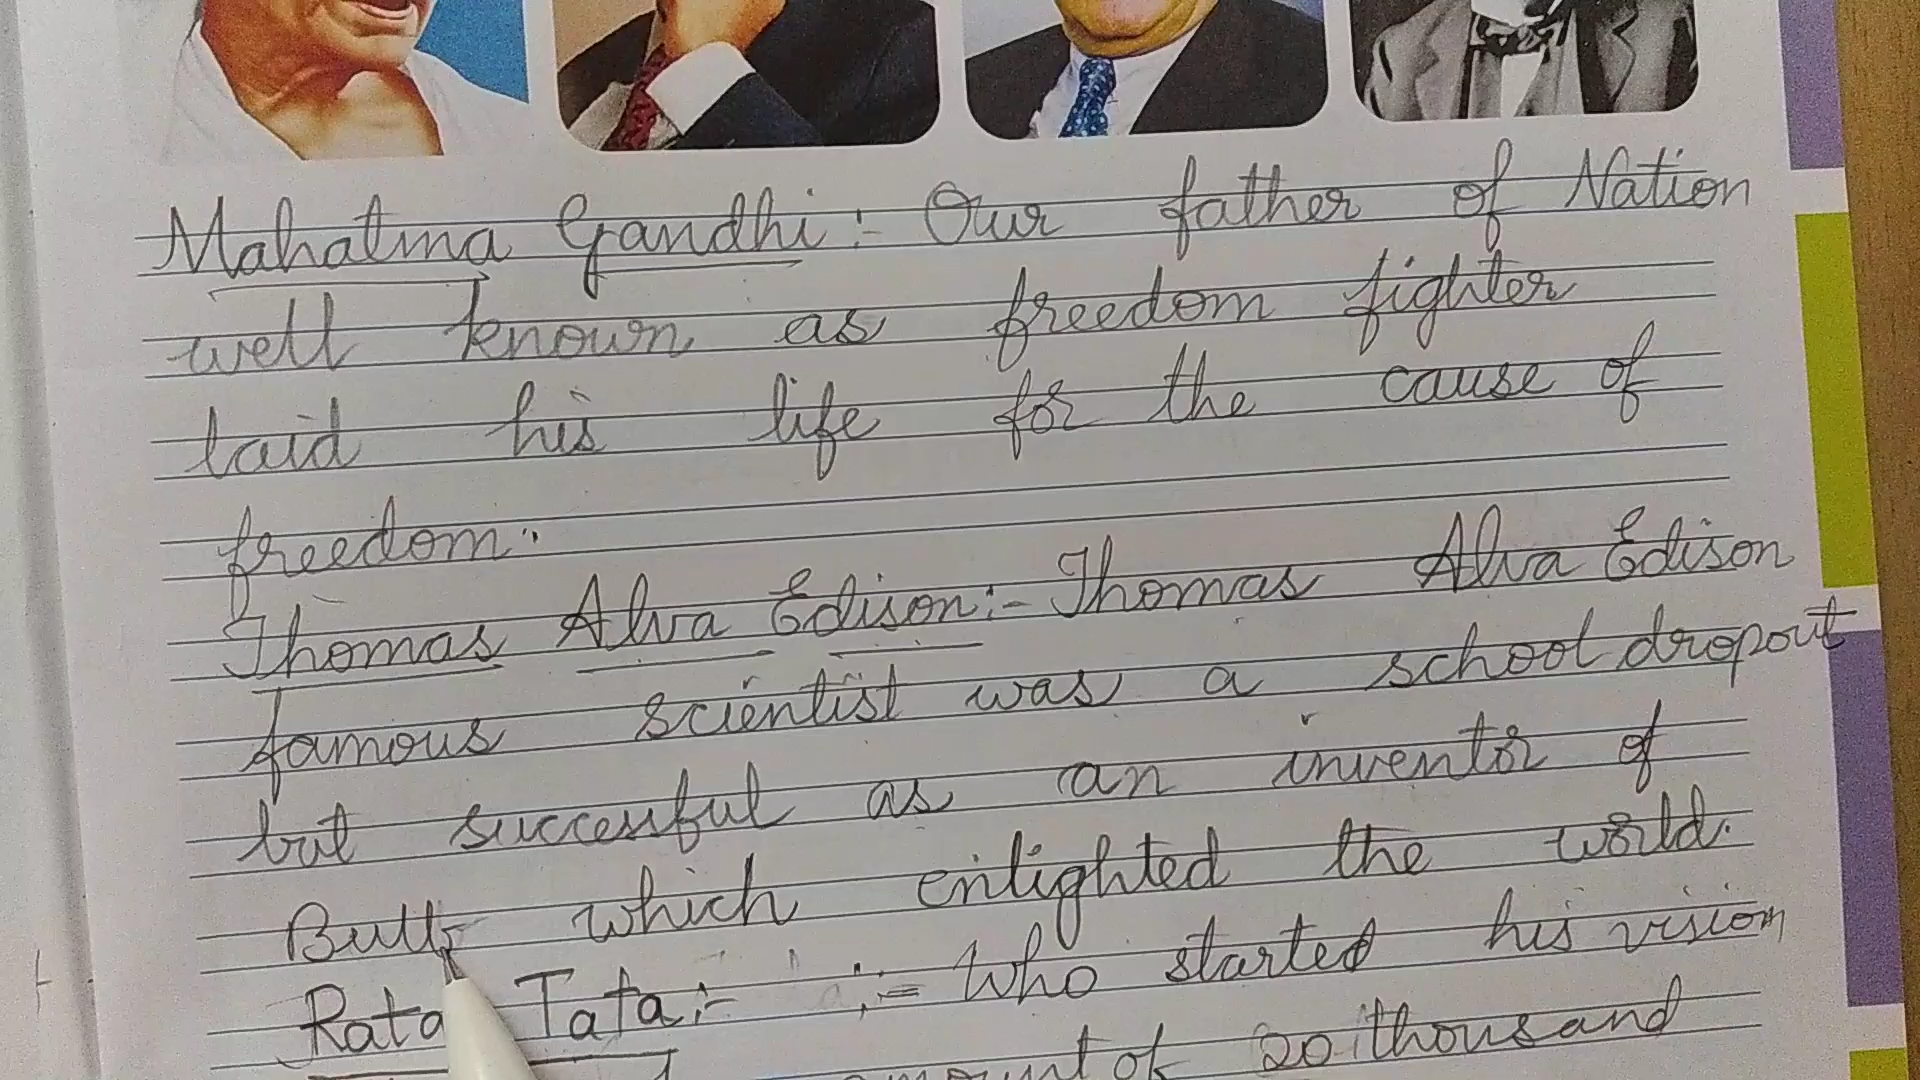 Mahatma Gandhi :- Our father of Nation
well known as freedom fighter
laid his life for the cause of
freedom.
Thomas Alva Edison :- Thomas Alva Edison
famous scientist was a school dropout
but successful as an inventor of
Bulb which enlighted the world.
Tata :- :- Who started his vision
amount of 20 thousand